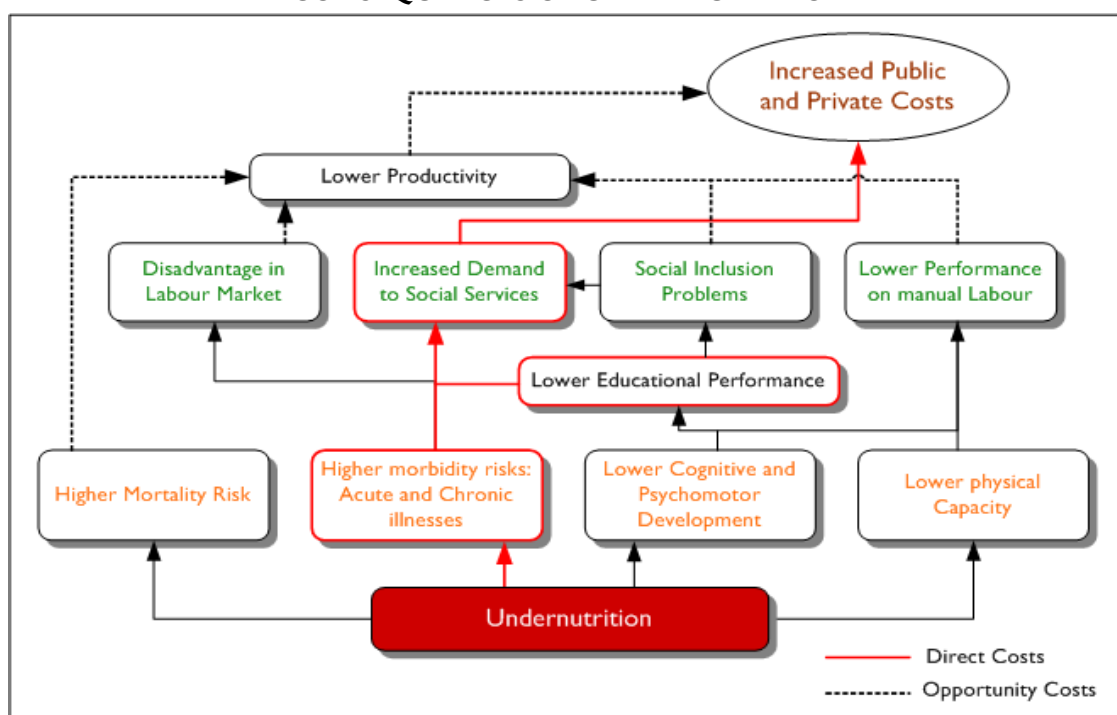 Increased Public
and Private Costs
Lower Productivity
Disadvantage in
Labour Market
Increased Demand
to Social Services
Social Inclusion
Problems
Lower Performance
on manual Labour
Lower Educational Performance
Higher Mortality Risk
Higher morbidity risks:
Acute and Chronic
illnesses
Lower Cognitive and
Psychomotor
Development
Lower physical
Capacity
Undernutrition
Direct Costs
Opportunity Costs